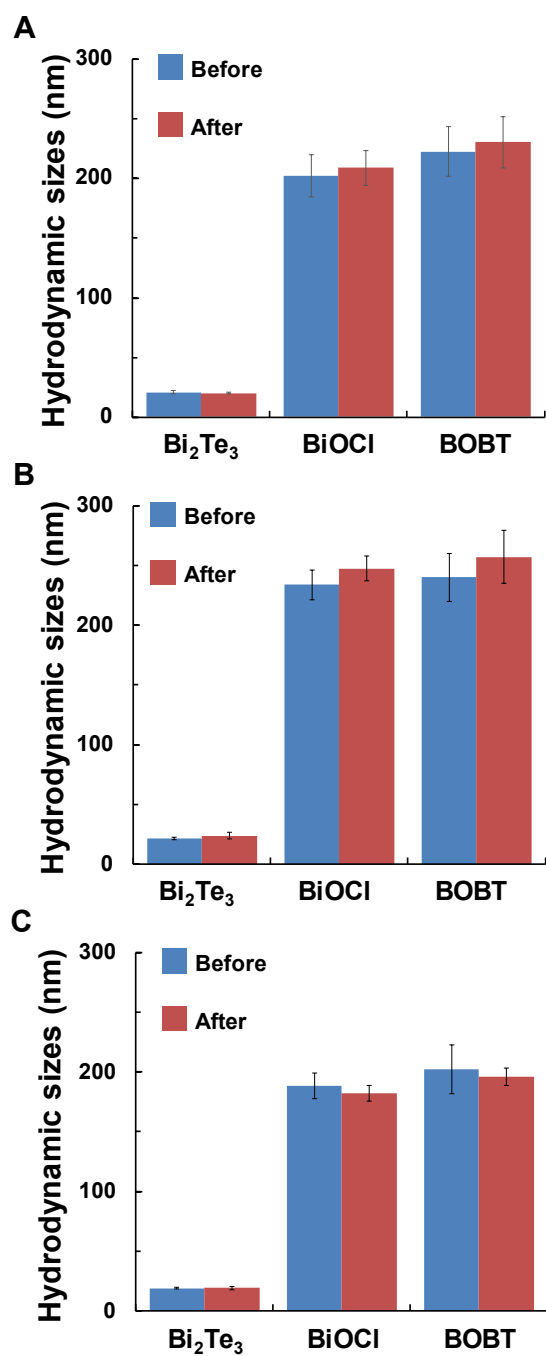 A
Hydrodynamic sizes (nm)
300
200
100
0
Before
After
Bi₂Te₃ BiOCl BOBT
B
Hydrodynamic sizes (nm)
300
200
100
0
Before
After
Bi₂Te₃ BiOCl BOBT
C
Hydrodynamic sizes (nm)
300
200
100
0
Before
After
Bi₂Te₃ BiOCl BOBT